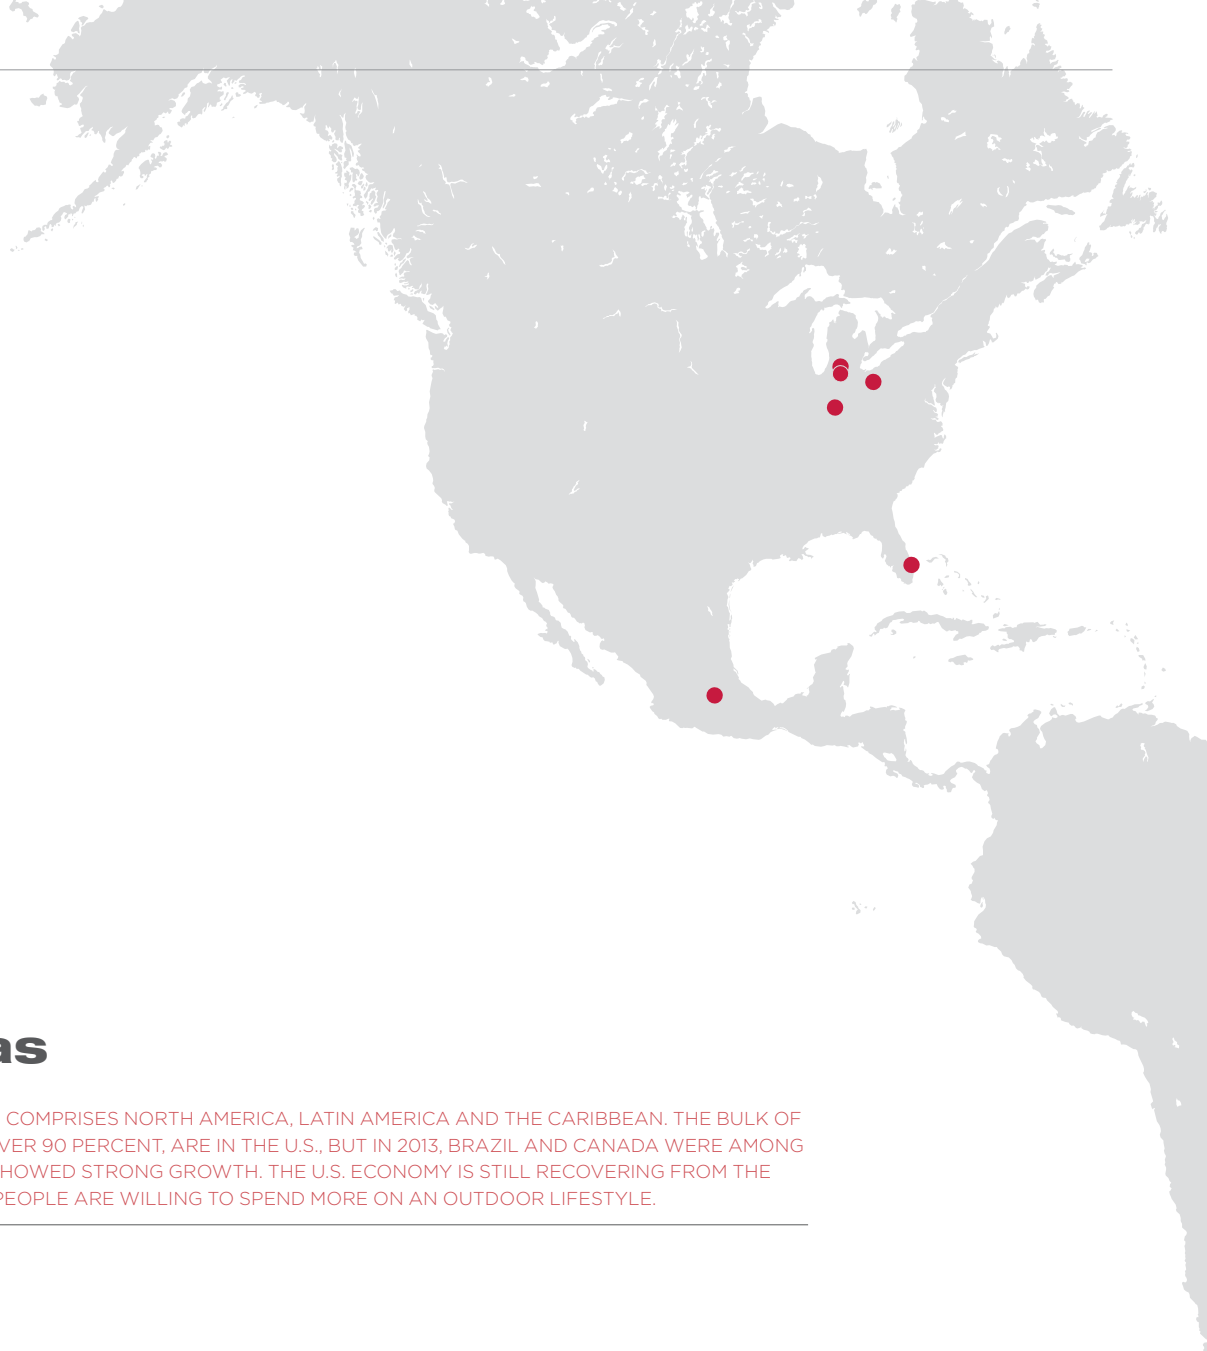 as
COMPRISES NORTH AMERICA, LATIN AMERICA AND THE CARIBBEAN. THE BULK OF
VER 90 PERCENT, ARE IN THE U.S., BUT IN 2013, BRAZIL AND CANADA WERE AMONG
HOWED STRONG GROWTH. THE U.S. ECONOMY IS STILL RECOVERING FROM THE
PEOPLE ARE WILLING TO SPEND MORE ON AN OUTDOOR LIFESTYLE.